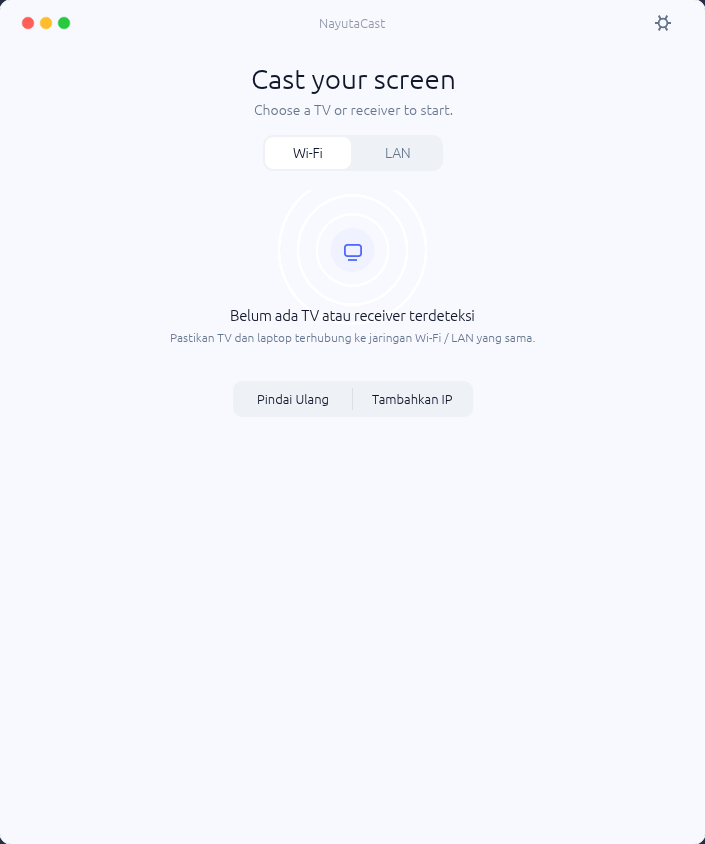 NayutaCast
Cast your screen
Choose a TV or receiver to start.
Wi-Fi LAN
Belum ada TV atau receiver terdeteksi
Pastikan TV dan laptop terhubung ke jaringan Wi-Fi / LAN yang sama.
Pindai Ulang Tambahkan IP